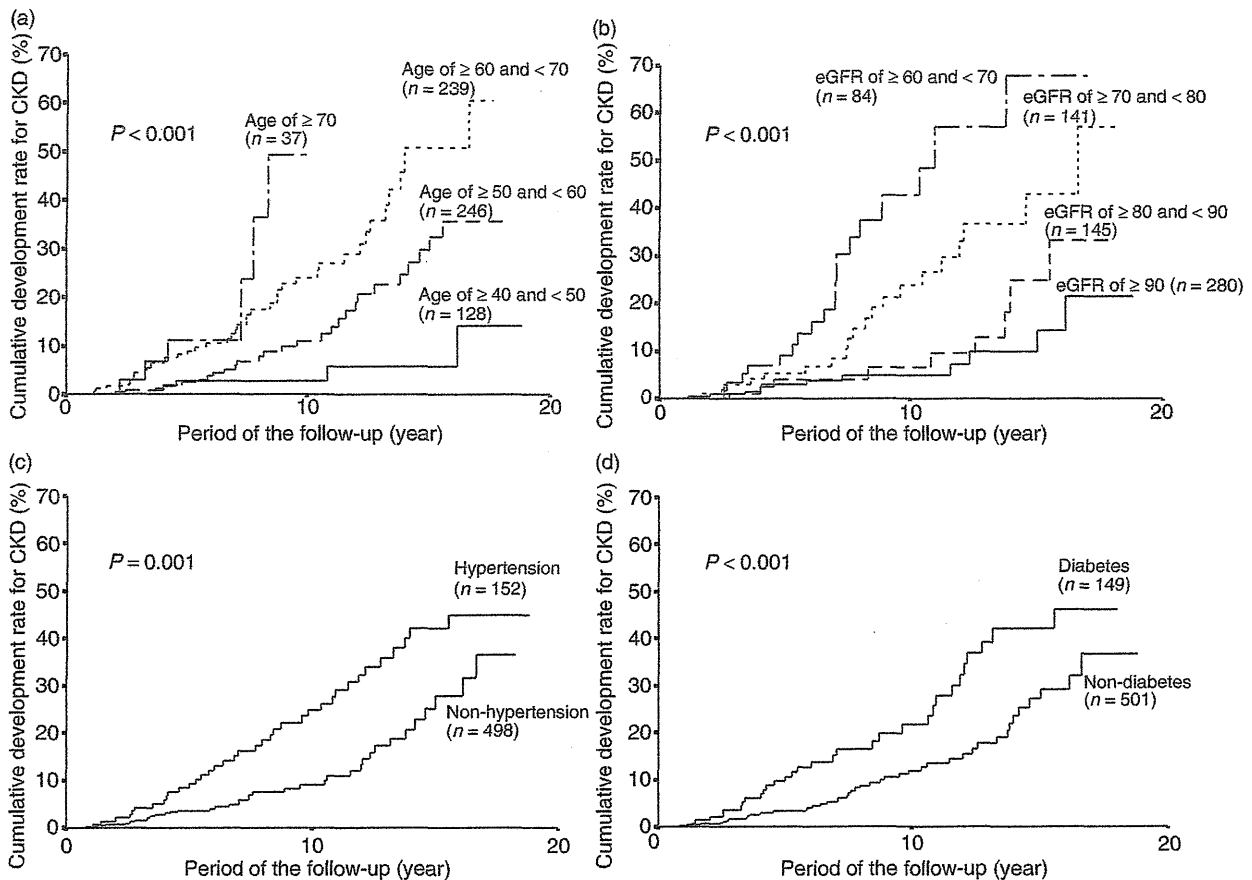 (a)
Cumulative development rate for CKD (%)
70
60
50
40
30
20
10
0
P < 0.001
Age of ≥ 70
(n = 37)
Age of ≥ 60 and < 70
(n = 239)
Age of ≥ 50 and < 60
(n = 246)
Age of ≥ 40 and < 50
(n = 128)
0
10
20
Period of the follow-up (year)
(b)
Cumulative development rate for CKD (%)
70
60
50
40
30
20
10
0
P < 0.001
eGFR of ≥ 60 and < 70
(n = 84)
eGFR of ≥ 70 and < 80
(n = 141)
eGFR of ≥ 80 and < 90
(n = 145)
eGFR of ≥ 90 (n = 280)
0
10
20
Period of the follow-up (year)
(c)
Cumulative development rate for CKD (%)
70
60
50
40
30
20
10
0
P = 0.001
Hypertension
(n = 152)
Non-hypertension
(n = 498)
0
10
20
Period of the follow-up (year)
(d)
Cumulative development rate for CKD (%)
70
60
50
40
30
20
10
0
P < 0.001
Diabetes
(n = 149)
Non-diabetes
(n = 501)
0
10
20
Period of the follow-up (year)